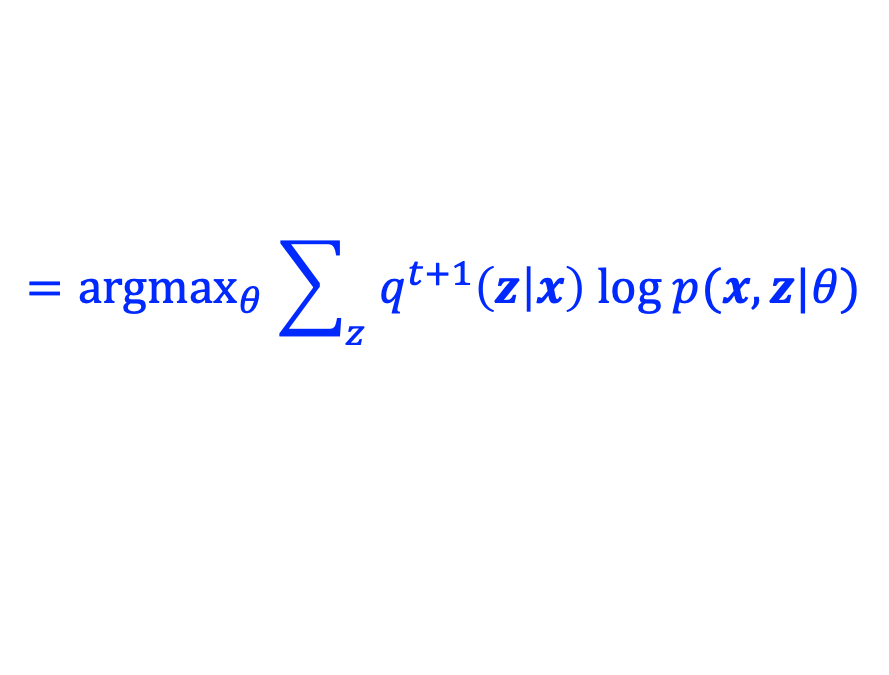 = argmax_θ ∑_z q^{t+1}(z|x) log p(x, z|θ)